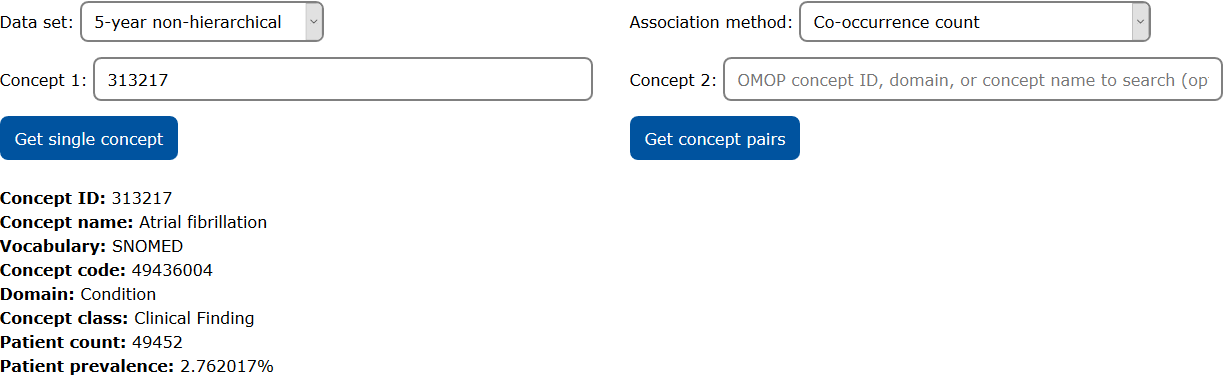 Data set: 5-year non-hierarchical Association method: Co-occurrence count
Concept 1: 313217 Concept 2: OMOP concept ID, domain, or concept name to search (op
Get single concept Get concept pairs
Concept ID: 313217
Concept name: Atrial fibrillation
Vocabulary: SNOMED
Concept code: 49436004
Domain: Condition
Concept class: Clinical Finding
Patient count: 49452
Patient prevalence: 2.762017%